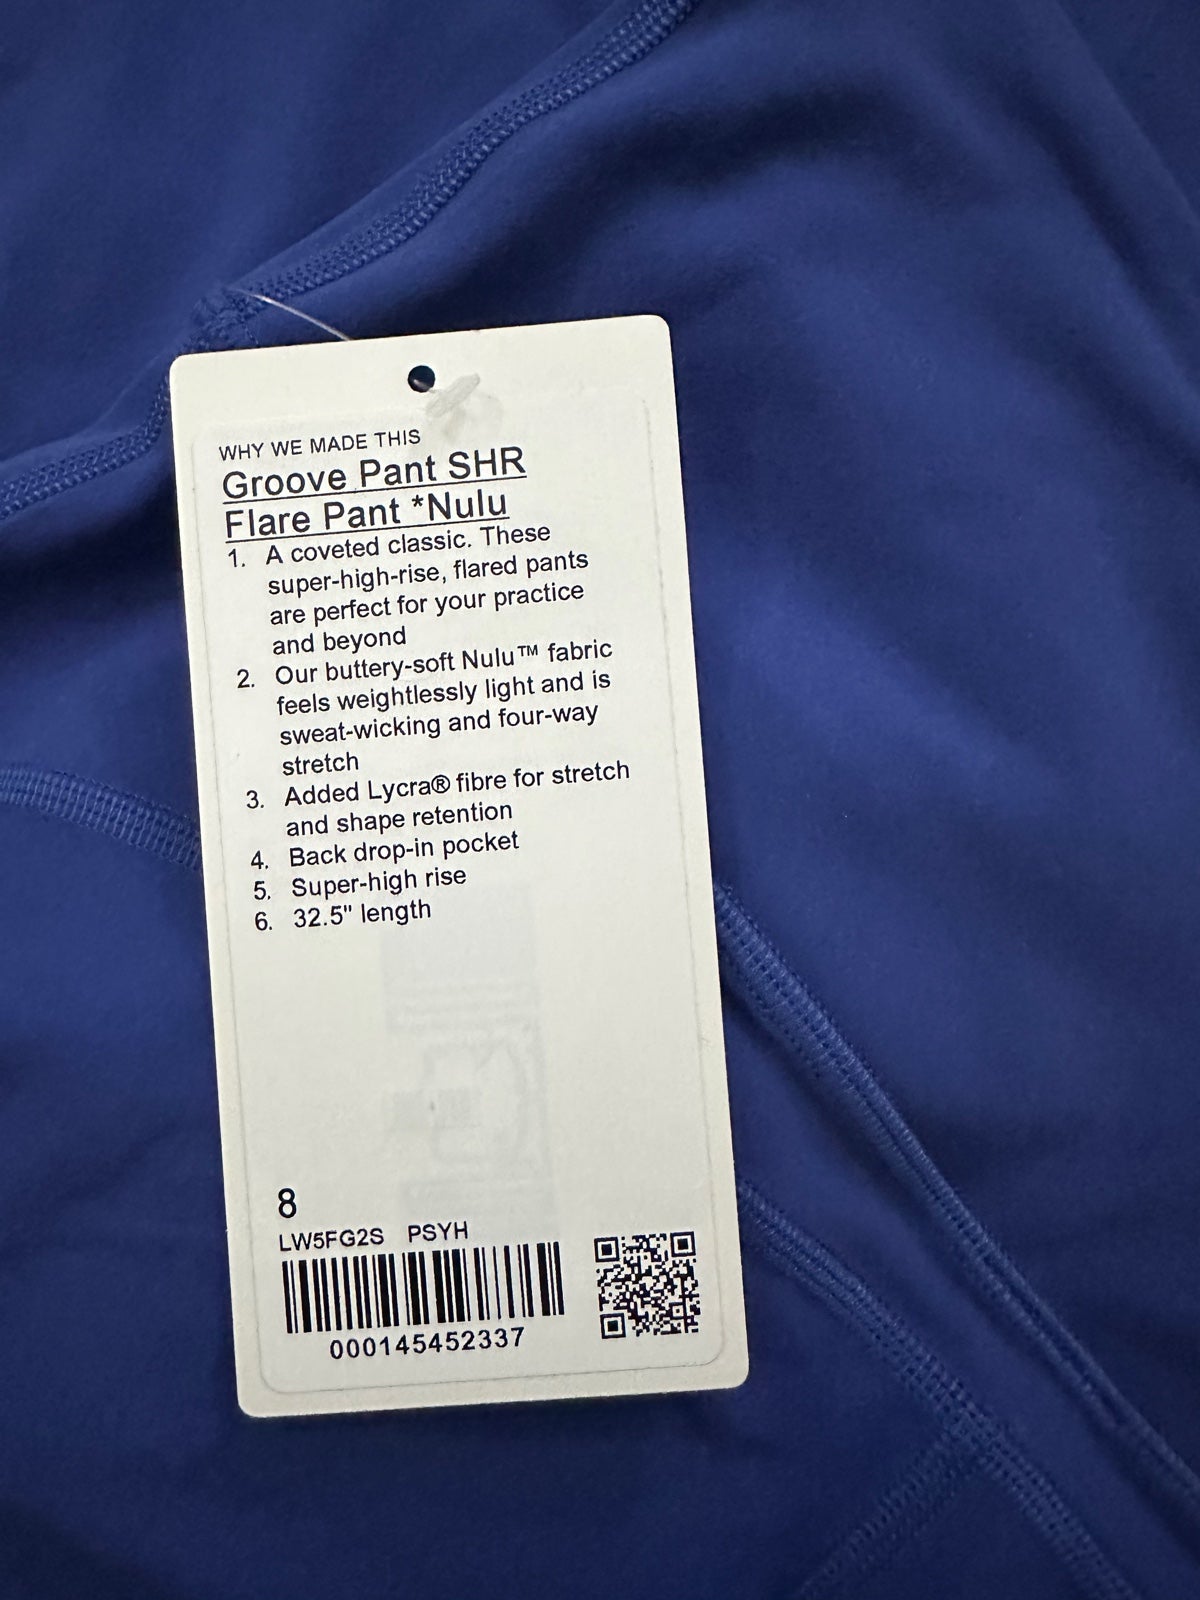 WHY WE MADE THIS
Groove Pant SHR
Flare Pant *Nulu
1. A coveted classic. These
super-high-rise, flared pants
are perfect for your practice
and beyond
2. Our buttery-soft Nulu™ fabric
feels weightlessly light and is
sweat-wicking and four-way
stretch
3. Added Lycra® fibre for stretch
and shape retention
4. Back drop-in pocket
5. Super-high rise
6. 32.5" length
8
LW5FG2S PSYH
000145452337